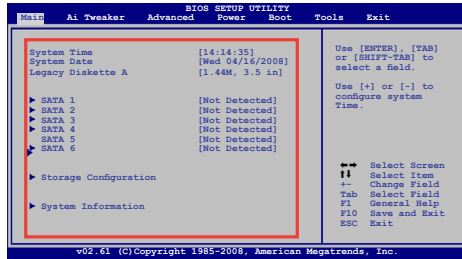 BIOS SETUP UTILITY
Main Ai Tweaker Advanced Power Boot Tools Exit
System Time [14:14:35]
System Date [Wed 04/16/2008]
Legacy Diskette A [1.44M, 3.5 in]
SATA 1 [Not Detected]
SATA 2 [Not Detected]
SATA 3 [Not Detected]
SATA 4 [Not Detected]
SATA 5 [Not Detected]
SATA 6 [Not Detected]
Storage Configuration
System Information
Use [ENTER], [TAB]
or [SHIFT-TAB] to
select a field.
Use [+] or [-] to
configure system
Time.
←→ Select Screen
↑↓ Select Item
+- Change Field
Tab Select Field
F1 General Help
F10 Save and Exit
ESC Exit
v02.61 (C)Copyright 1985-2008, American Megatrends, Inc.